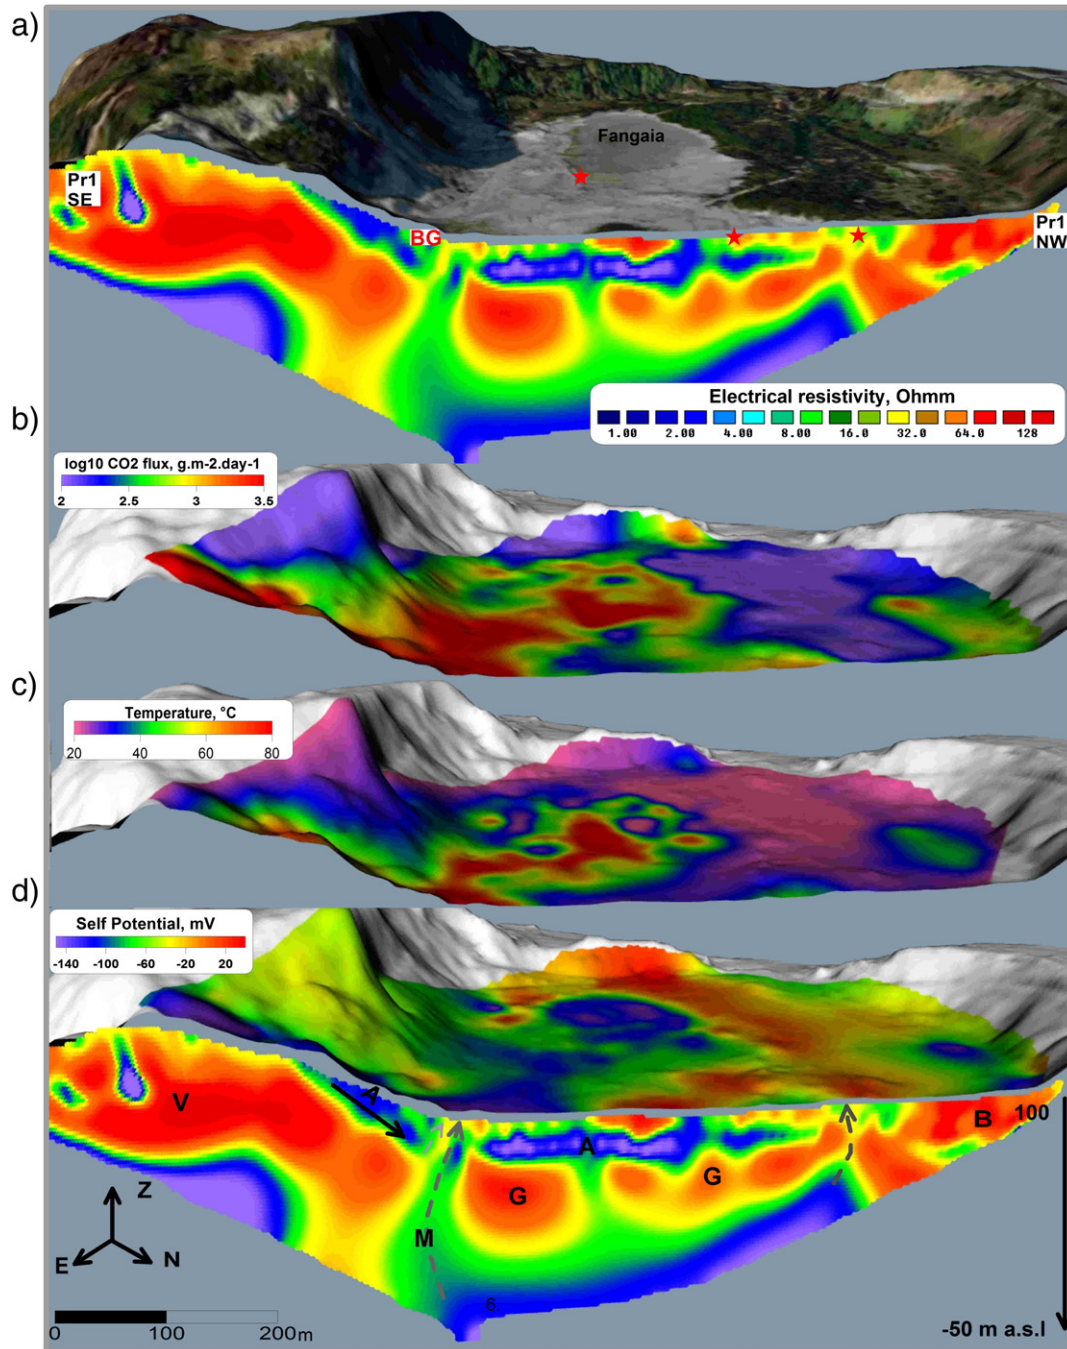 a)
Fangaia
Pr1
SE
BG
Pr1
NW
Electrical resistivity, Ohmm
1.00 2.00 4.00 8.00 16.0 32.0 64.0 128
b)
log10 CO2 flux, g.m-2.day-1
2 2.5 3 3.5
c)
Temperature, °C
20 40 60 80
d)
Self Potential, mV
-140 -100 -60 -20 20
V
A
A
B
100
G
G
M
Z
E
N
6
0 100 200m
-50 m a.s.l